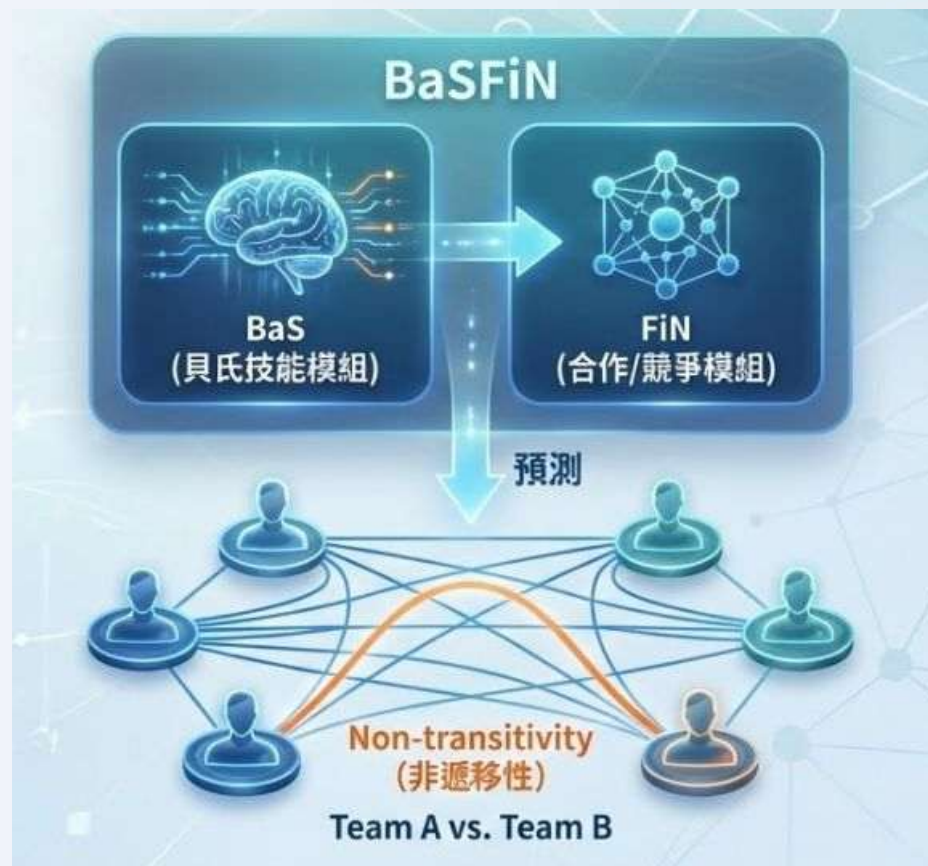 BaSFiN
BaS
(貝氏技能模組)
FiN
(合作/競爭模組)
預測
Non-transitivity
(非遞移性)
Team A vs. Team B